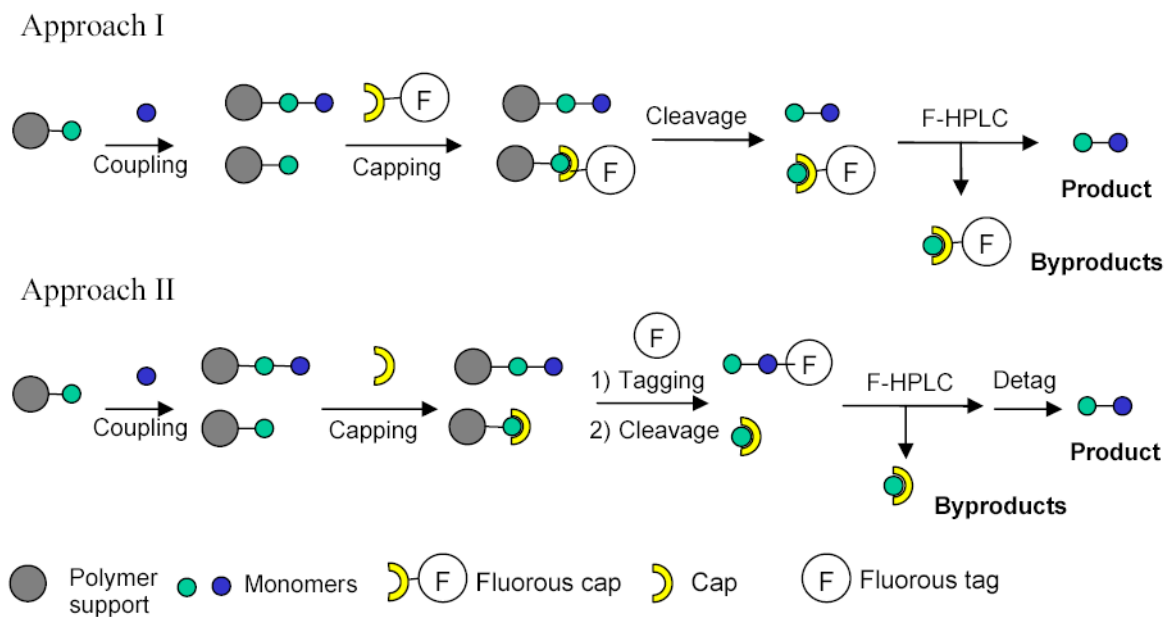 Approach I
F
Coupling
Capping
F
Cleavage
F
F-HPLC
Product
F
Byproducts
Approach II
F
Coupling
Capping
1) Tagging
2) Cleavage
F
F-HPLC
Detag
Product
Byproducts
Polymer
support
Monomers
F
Fluorous cap
Cap
F
Fluorous tag